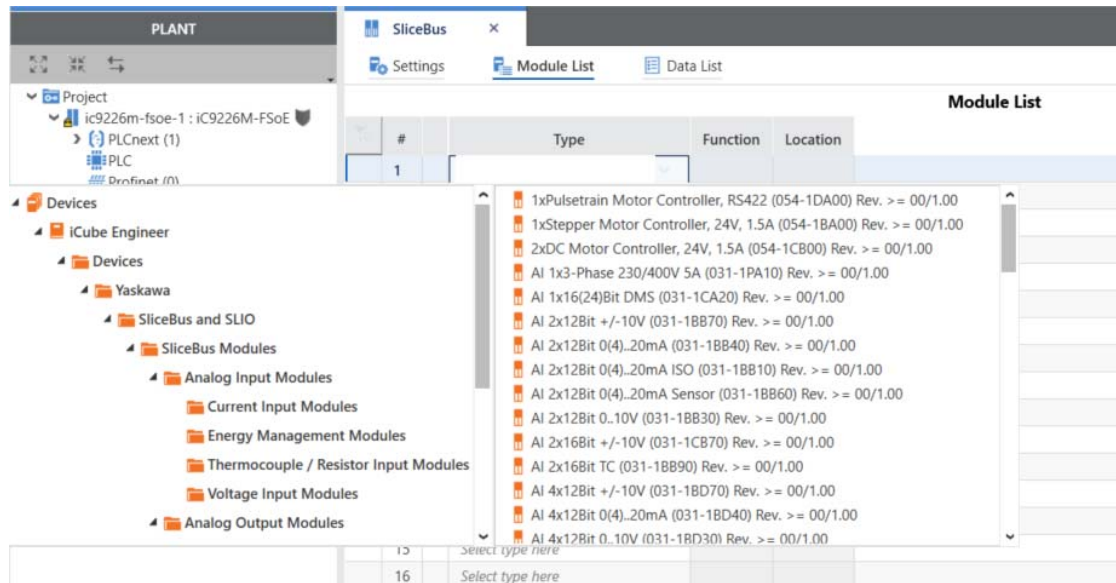 PLANT
SliceBus
Settings
Module List
Data List
Module List
Project
ic9226m-fsoe-1 : iC9226M-FSoE
PLCnext (1)
PLC
Profinet (0)
# Type Function Location
1
Devices
iCube Engineer
Devices
Yaskawa
SliceBus and SLIO
SliceBus Modules
Analog Input Modules
Current Input Modules
Energy Management Modules
Thermocouple / Resistor Input Modules
Voltage Input Modules
Analog Output Modules
1xPulsetrain Motor Controller, RS422 (054-1DA00) Rev. >= 00/1.00
1xStepper Motor Controller, 24V, 1.5A (054-1BA00) Rev. >= 00/1.00
2xDC Motor Controller, 24V, 1.5A (054-1CB00) Rev. >= 00/1.00
AI 1x3-Phase 230/400V 5A (031-1PA10) Rev. >= 00/1.00
AI 1x16(24)Bit DMS (031-1CA20) Rev. >= 00/1.00
AI 2x12Bit +/-10V (031-1BB70) Rev. >= 00/1.00
AI 2x12Bit 0(4)..20mA (031-1BB40) Rev. >= 00/1.00
AI 2x12Bit 0(4)..20mA ISO (031-1BB10) Rev. >= 00/1.00
AI 2x12Bit 0(4)..20mA Sensor (031-1BB60) Rev. >= 00/1.00
AI 2x12Bit 0..10V (031-1BB30) Rev. >= 00/1.00
AI 2x16Bit +/-10V (031-1CB70) Rev. >= 00/1.00
AI 2x16Bit TC (031-1BB90) Rev. >= 00/1.00
AI 4x12Bit +/-10V (031-1BD70) Rev. >= 00/1.00
AI 4x12Bit 0(4)..20mA (031-1BD40) Rev. >= 00/1.00
AI 4x12Bit 0..10V (031-1BD30) Rev. >= 00/1.00
15 Select type here
16 Select type here